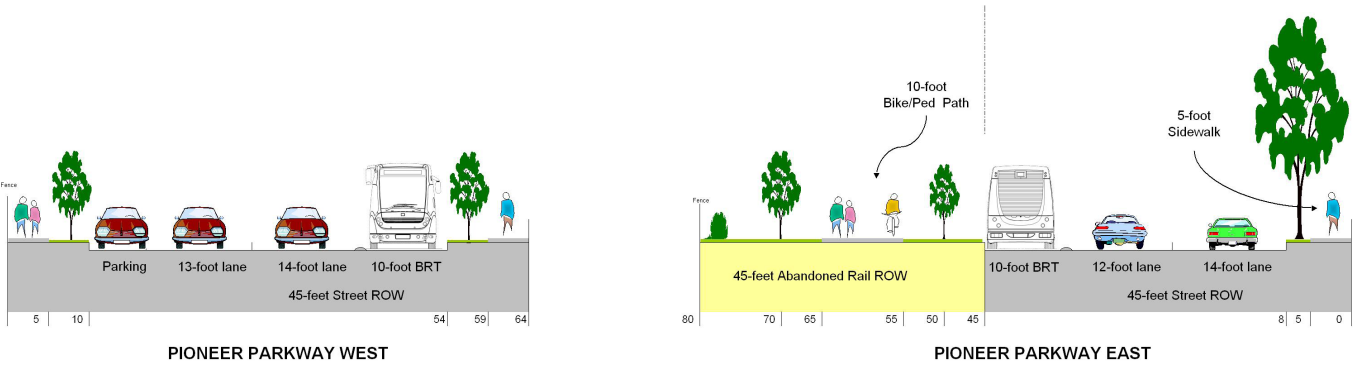 10-foot
Bike/Ped Path
5-foot
Sidewalk
Fence
Fence
Parking
13-foot lane
14-foot lane
10-foot BRT
45-feet Street ROW
5
10
54
59
64
PIONEER PARKWAY WEST
45-feet Abandoned Rail ROW
10-foot BRT
12-foot lane
14-foot lane
45-feet Street ROW
80
70
65
55
50
45
8
5
0
PIONEER PARKWAY EAST